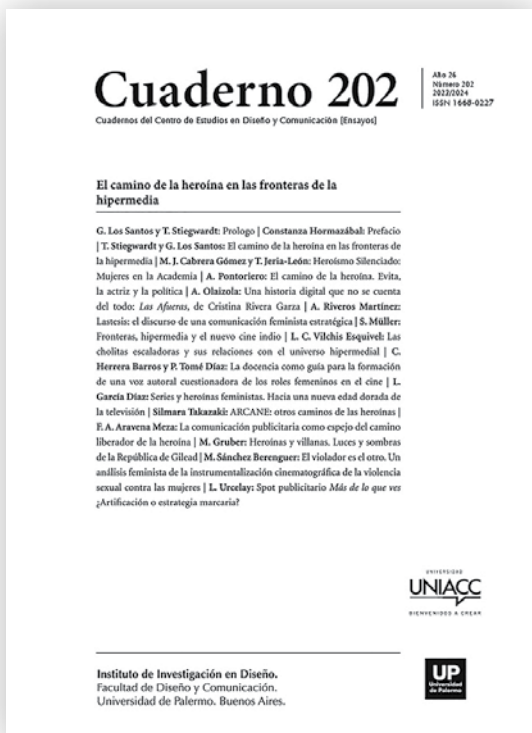 Cuaderno 202
Cuadernos del Centro de Estudios en Diseño y Comunicación [Ensayos]
Año 26
Número 202
2023/2024
ISSN 1668-0227
El camino de la heroína en las fronteras de la
hipermedia
G. Los Santos y T. Stiegwardt: Prologo | Constanza Hormazábal: Prefacio
| T. Stiegwardt y G. Los Santos: El camino de la heroína en las fronteras de
la hipermedia | M. J. Cabrera Gómez y T. Jeria-León: Heroísmo Silenciado:
Mujeres en la Academia | A. Pontoriero: El camino de la heroína. Evita,
la actriz y la política | A. Olaizola: Una historia digital que no se cuenta
del todo: Las Afueras, de Cristina Rivera Garza | A. Riveros Martínez:
Lastesis: el discurso de una comunicación feminista estratégica | S. Müller:
Fronteras, hipermedia y el nuevo cine indio | L. C. Vilchis Esquivel: Las
cholitas escaladoras y sus relaciones con el universo hipermedial | C.
Herrera Barros y P. Tomé Díaz: La docencia como guía para la formación
de una voz autoral cuestionadora de los roles femeninos en el cine | L.
García Díaz: Series y heroínas feministas. Hacia una nueva edad dorada de
la televisión | Silmara Takazaki: ARCANE: otros caminos de las heroínas |
F. A. Aravena Meza: La comunicación publicitaria como espejo del camino
liberador de la heroína | M. Gruber: Heroínas y villanas. Luces y sombras
de la República de Gilead | M. Sánchez Berenguer: El violador es el otro. Un
análisis feminista de la instrumentalización cinematográfica de la violencia
sexual contra las mujeres | L. Urcelay: Spot publicitario Más de lo que ves
¿Artificación o estrategia marcaria?
UNIVERSIDAD
UNIACC
BIENVENIDOS A CREAR
Instituto de Investigación en Diseño.
Facultad de Diseño y Comunicación.
Universidad de Palermo. Buenos Aires.
UP
Universidad
de Palermo